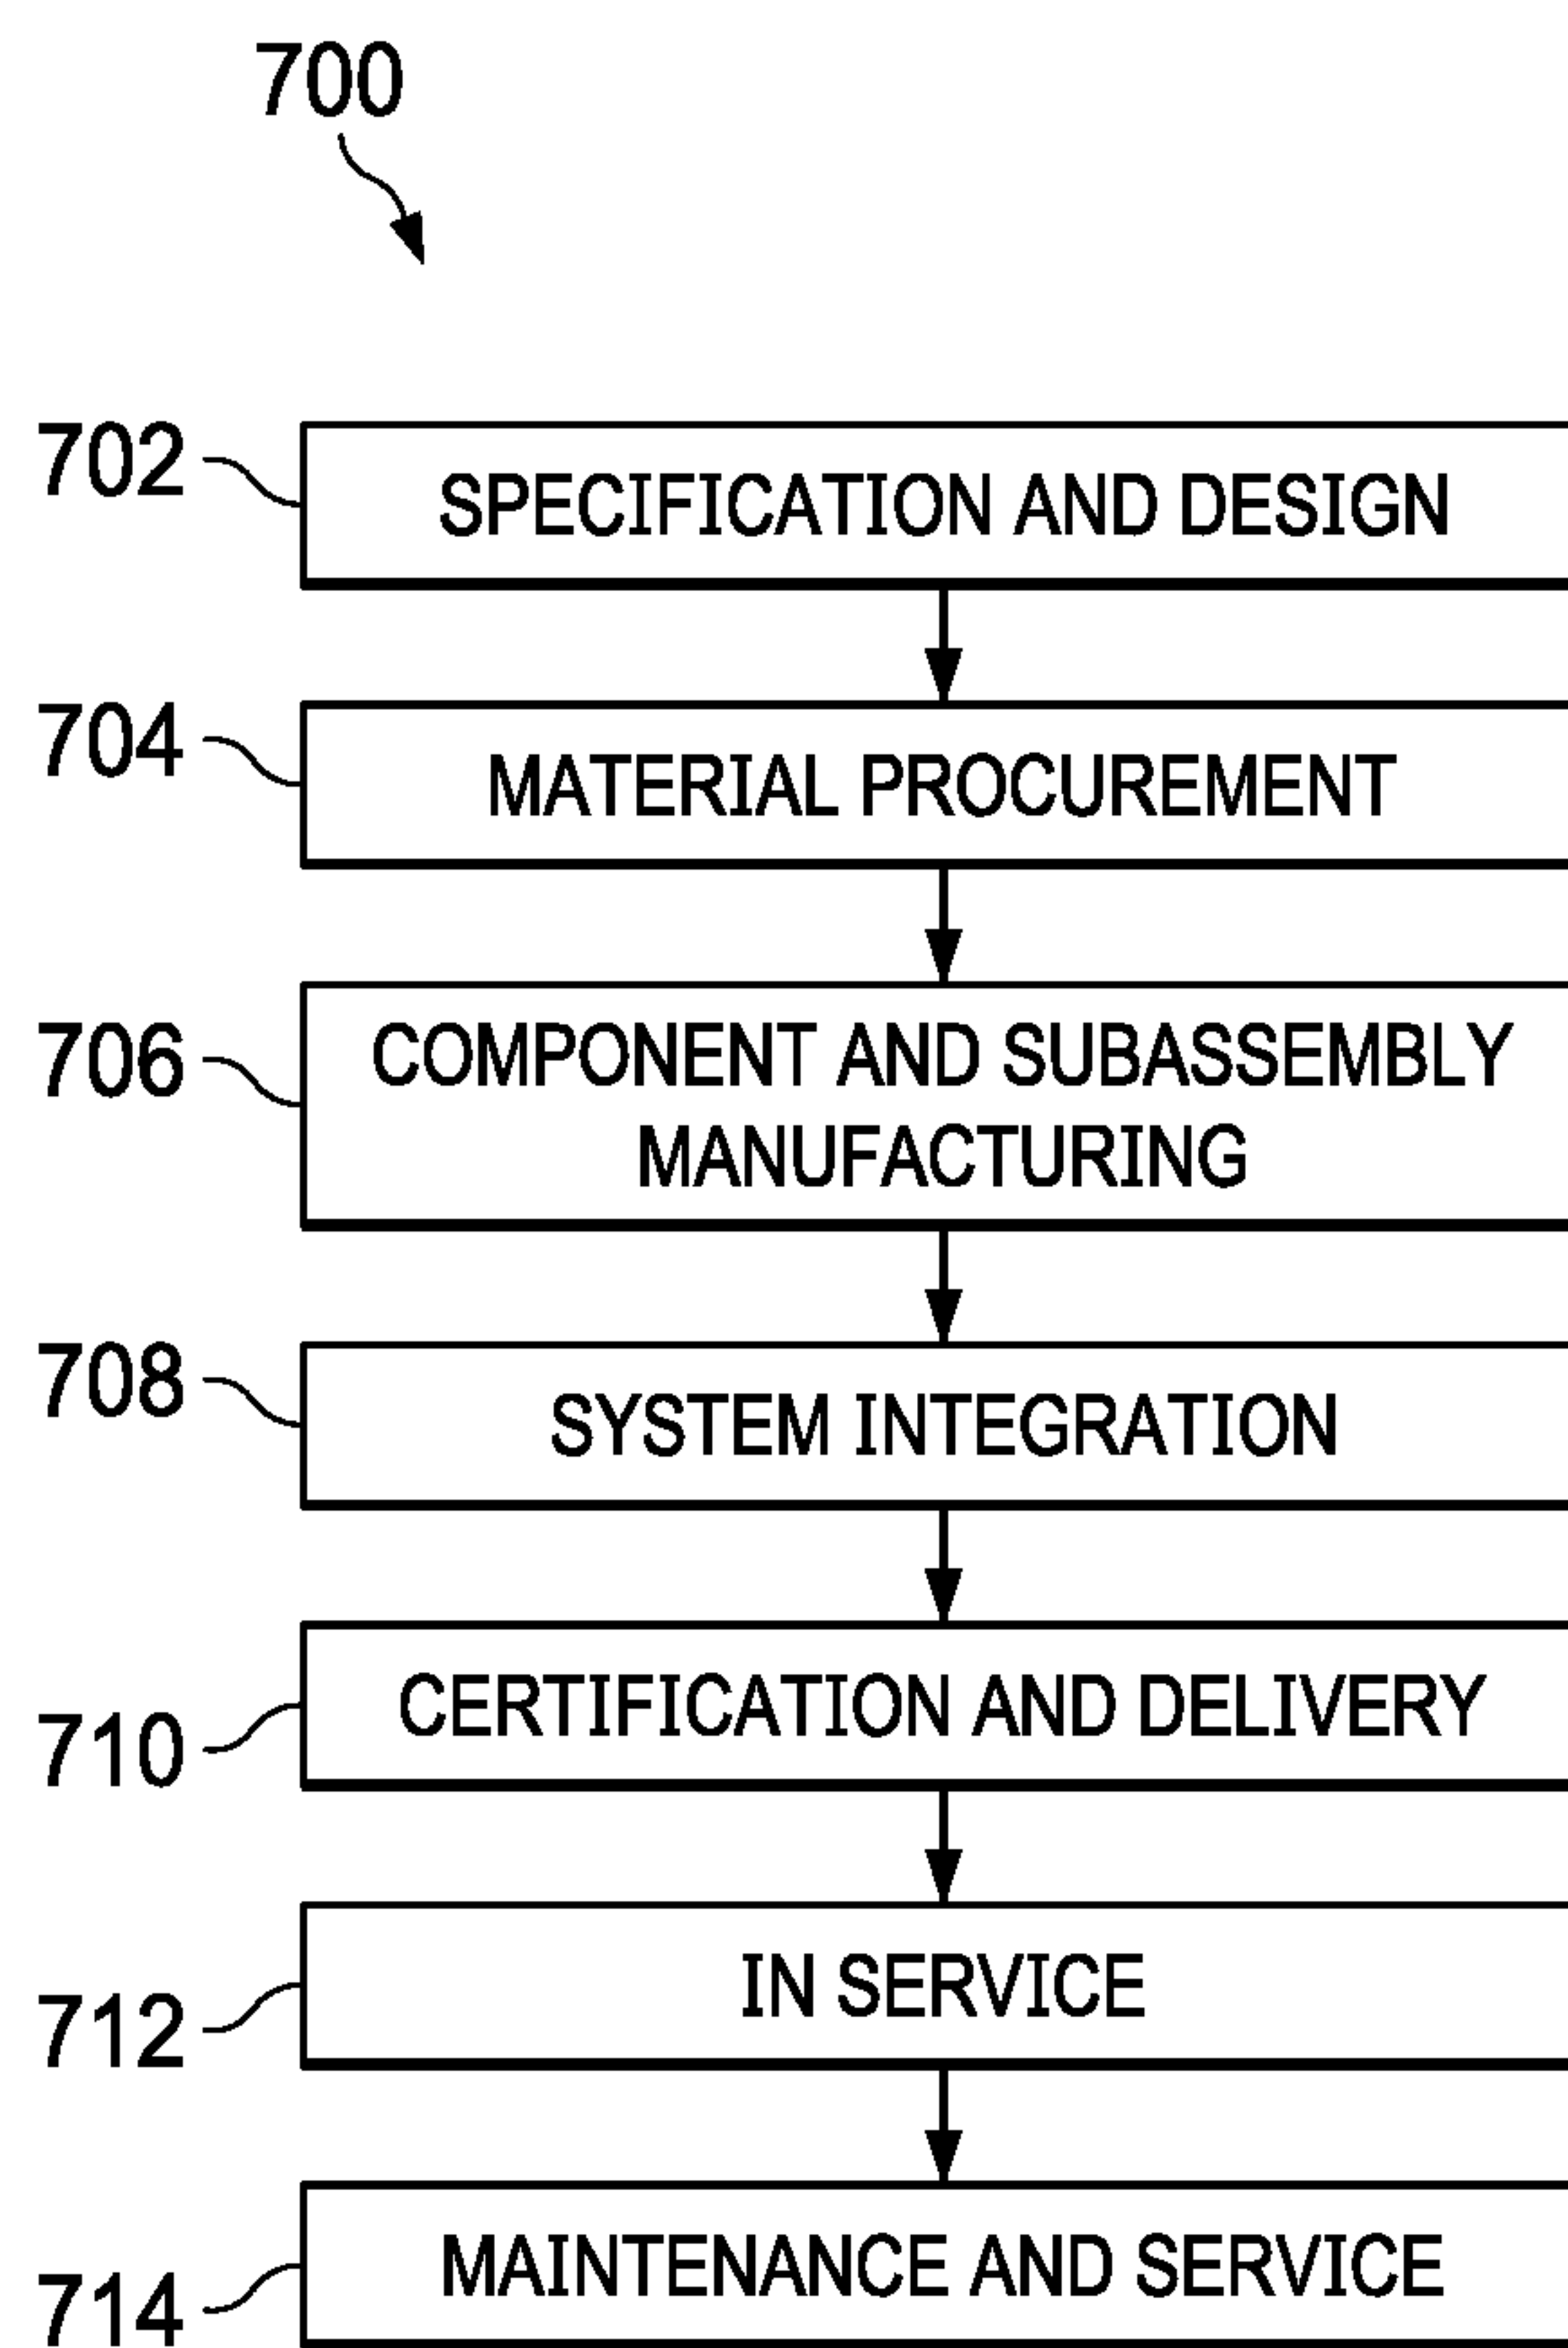 700
702
SPECIFICATION AND DESIGN
704
MATERIAL PROCUREMENT
706
COMPONENT AND SUBASSEMBLY
MANUFACTURING
708
SYSTEM INTEGRATION
710
CERTIFICATION AND DELIVERY
712
IN SERVICE
714
MAINTENANCE AND SERVICE